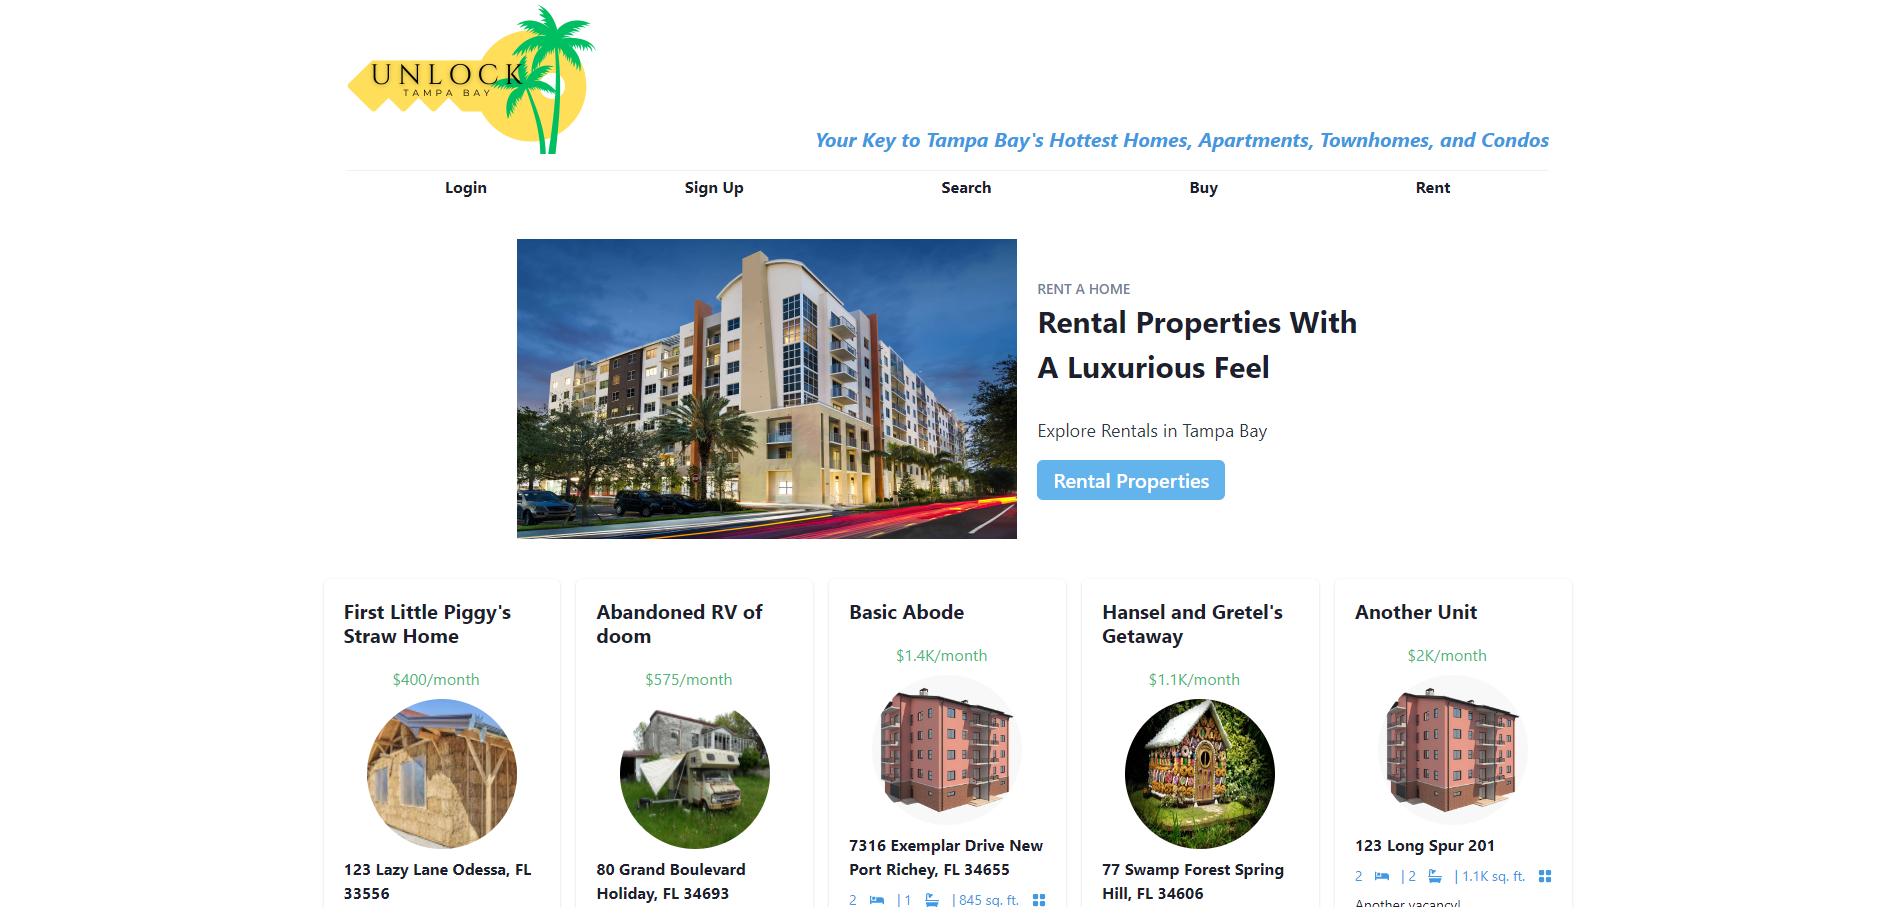 UNLOCK
TAMPA BAY
Your Key to Tampa Bay's Hottest Homes, Apartments, Townhomes, and Condos
Login Sign Up Search Buy Rent
RENT A HOME
Rental Properties With
A Luxurious Feel
Explore Rentals in Tampa Bay
Rental Properties
First Little Piggy's
Straw Home
$400/month
123 Lazy Lane Odessa, FL
33556
Abandoned RV of
doom
$575/month
80 Grand Boulevard
Holiday, FL 34693
Basic Abode
$1.4K/month
7316 Exemplar Drive New
Port Richey, FL 34655
2 | 1 | 845 sq. ft.
Hansel and Gretel's
Getaway
$1.1K/month
77 Swamp Forest Spring
Hill, FL 34606
Another Unit
$2K/month
123 Long Spur 201
2 | 2 | 1.1K sq. ft.
Another vacancy!